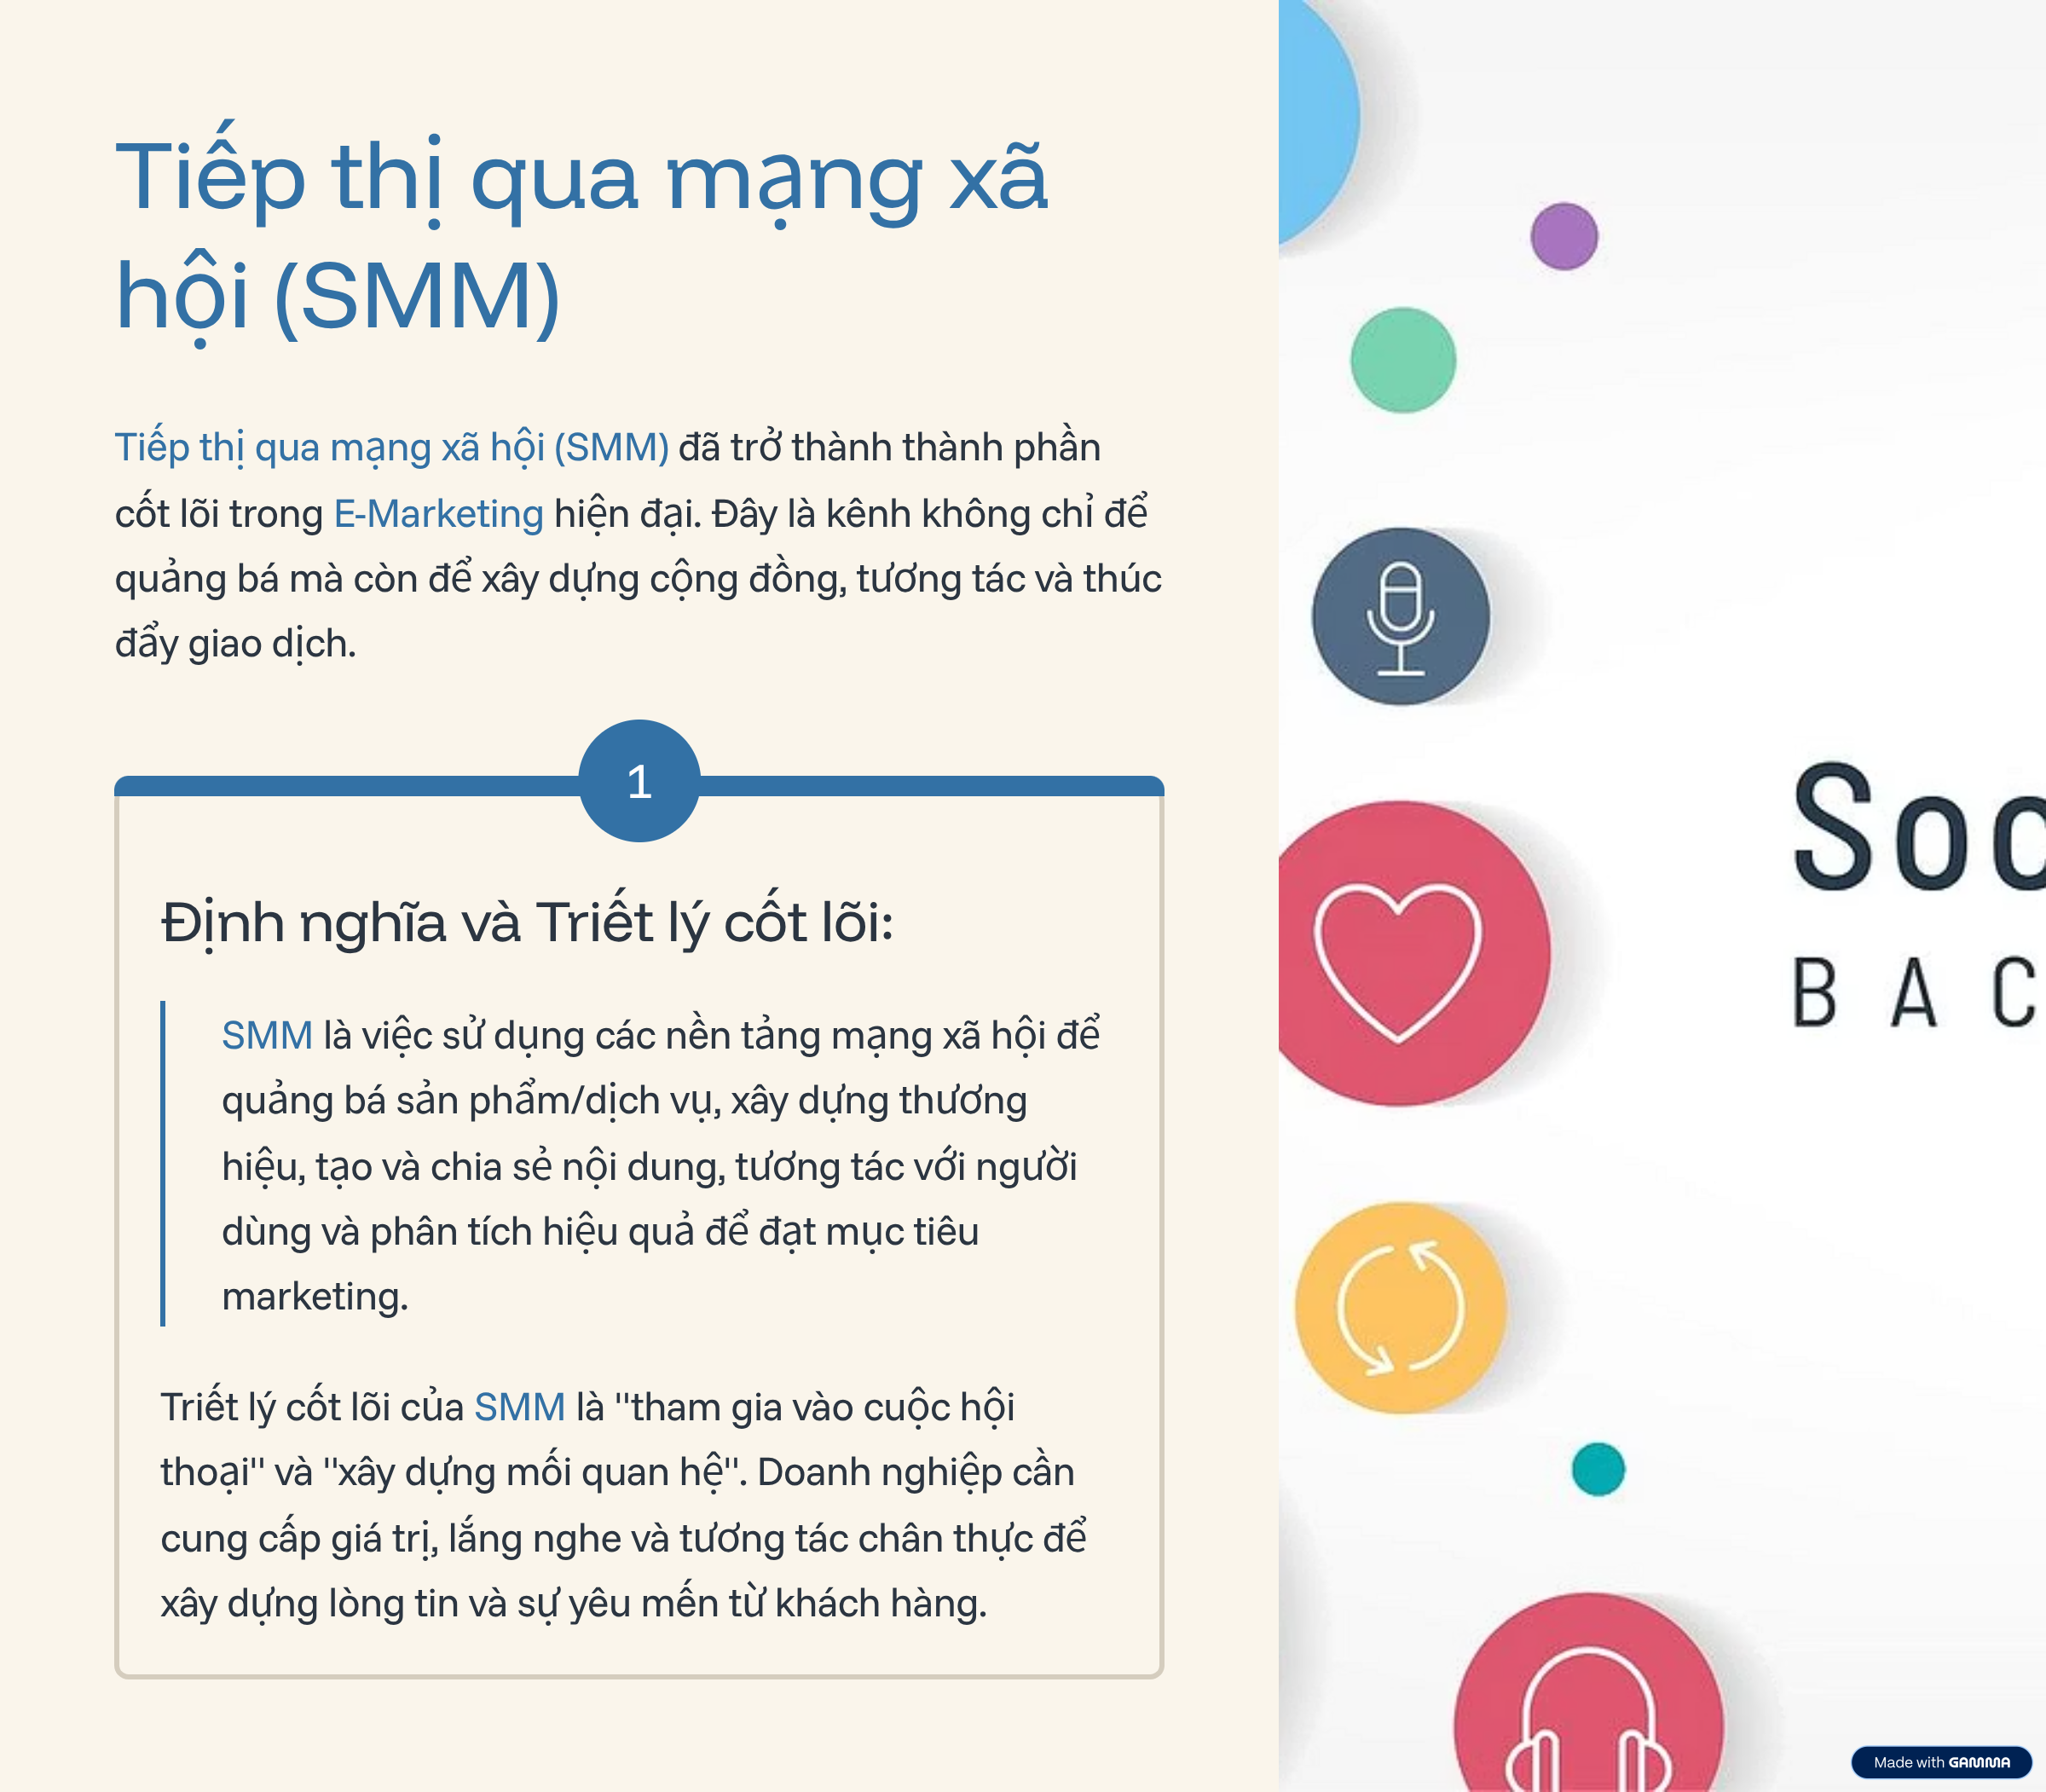 Tiếp thị qua mạng xã
hội (SMM)
Tiếp thị qua mạng xã hội (SMM) đã trở thành thành phần
cốt lõi trong E-Marketing hiện đại. Đây là kênh không chỉ để
quảng bá mà còn để xây dựng cộng đồng, tương tác và thúc
đẩy giao dịch.
1
Định nghĩa và Triết lý cốt lõi:
SMM là việc sử dụng các nền tảng mạng xã hội để
quảng bá sản phẩm/dịch vụ, xây dựng thương
hiệu, tạo và chia sẻ nội dung, tương tác với người
dùng và phân tích hiệu quả để đạt mục tiêu
marketing.
Triết lý cốt lõi của SMM là "tham gia vào cuộc hội
thoại" và "xây dựng mối quan hệ". Doanh nghiệp cần
cung cấp giá trị, lắng nghe và tương tác chân thực để
xây dựng lòng tin và sự yêu mến từ khách hàng.
Soc
BAC
Made with GAMMA